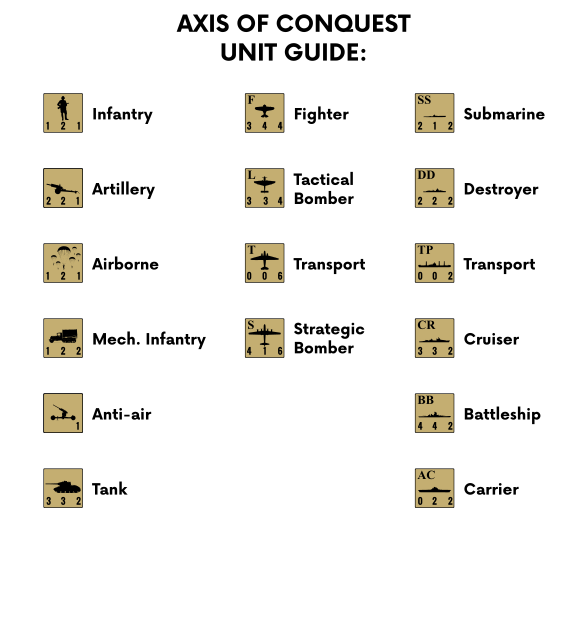 AXIS OF CONQUEST
UNIT GUIDE:
1 2 1
Infantry
F
3 4 4
Fighter
SS
2 1 2
Submarine
2 2 1
Artillery
L
3 3 4
Tactical
Bomber
DD
2 2 2
Destroyer
1 2 1
Airborne
T
0 0 6
Transport
TP
0 0 2
Transport
1 2 2
Mech. Infantry
S
4 1 6
Strategic
Bomber
CR
3 3 2
Cruiser
1
Anti-air
BB
4 4 2
Battleship
3 3 2
Tank
AC
0 2 2
Carrier